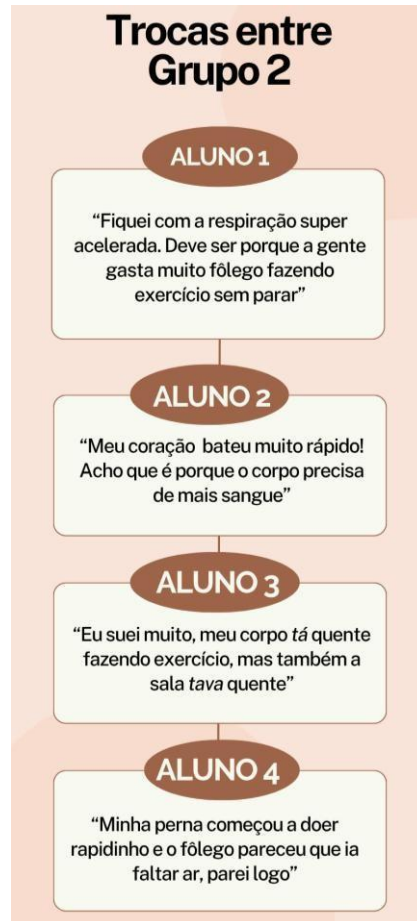 Trocas entre
Grupo 2
ALUNO 1
“Fiquei com a respiração super
acelerada. Deve ser porque a gente
gasta muito fôlego fazendo
exercício sem parar”
ALUNO 2
“Meu coração bateu muito rápido!
Acho que é porque o corpo precisa
de mais sangue”
ALUNO 3
“Eu suei muito, meu corpo tá quente
fazendo exercício, mas também a
sala tava quente”
ALUNO 4
“Minha perna começou a doer
rapidinho e o fôlego pareceu que ia
faltar ar, parei logo”